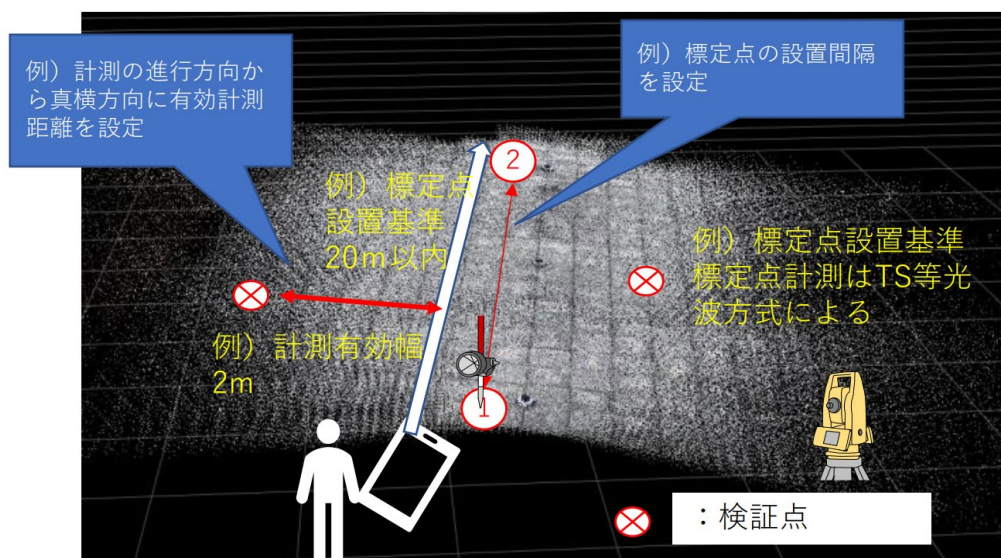 例）計測の進行方向か
ら真横方向に有効計測
距離を設定
例）標定点の設置間隔
を設定
2
例）標定点
設置基準
20ｍ以内
例）標定点設置基準
標定点計測はTS等光
波方式による
例）計測有効幅
2m
1
：検証点